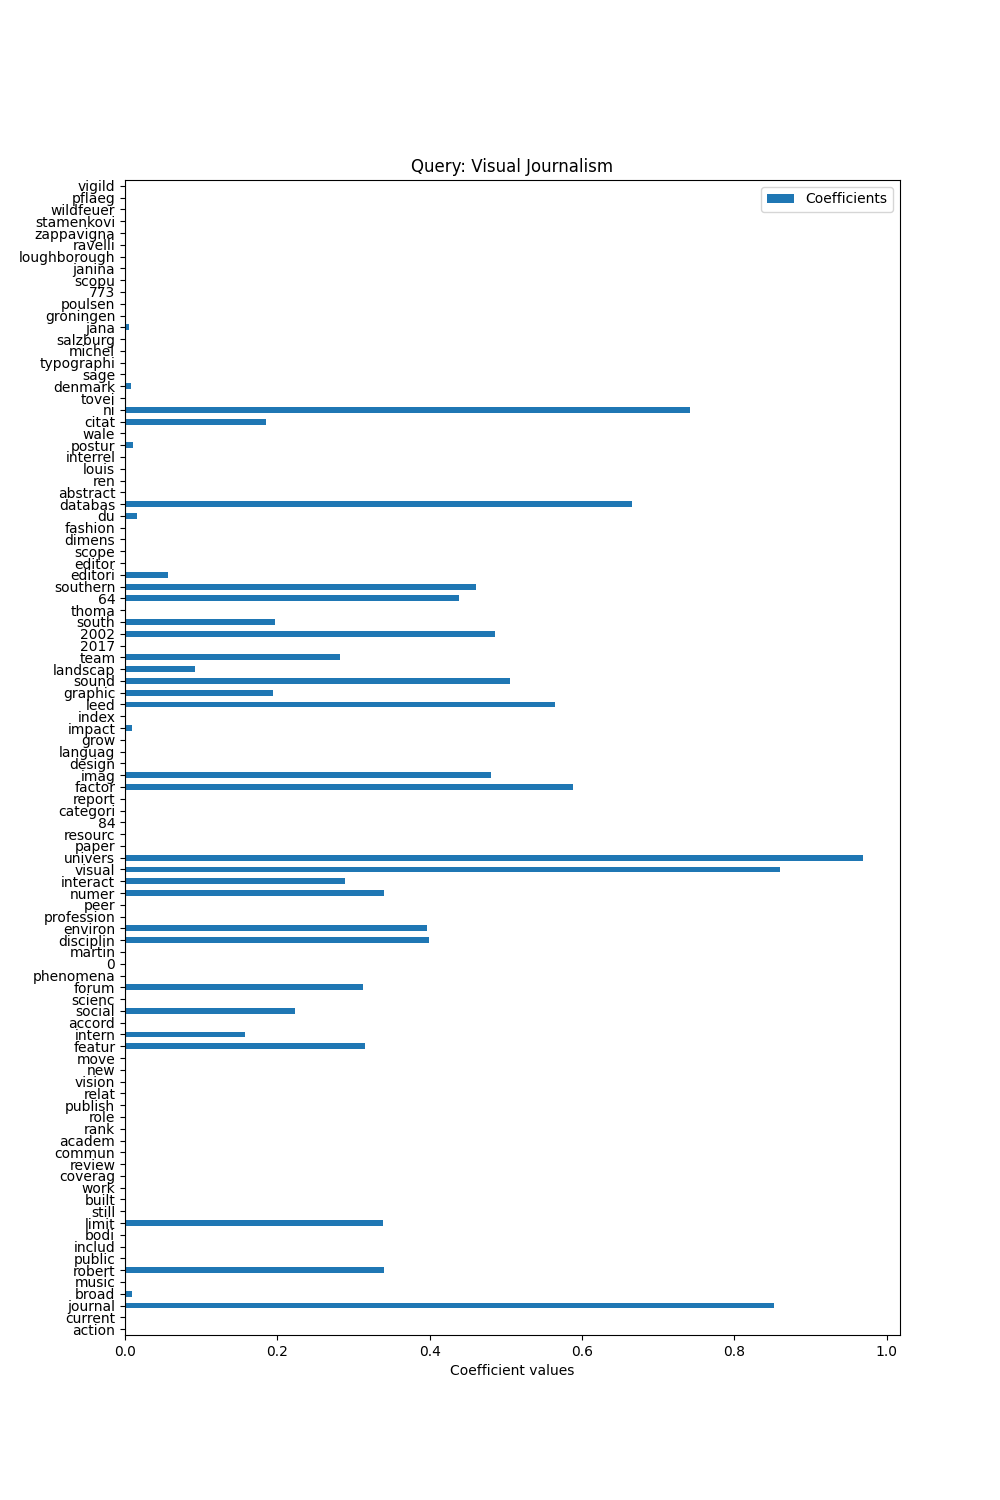 Query: Visual Journalism
Coefficients
vigild
pflaeg
wildfeuer
stamenkovi
zappavigna
ravelli
loughborough
janina
scopu
773
poulsen
groningen
jana
salzburg
michel
typographi
sage
denmark
tovej
ni
citat
wale
postur
interrel
louis
ren
abstract
databas
du
fashion
dimens
scope
editor
editori
southern
64
thoma
south
2002
2017
team
landscap
sound
graphic
leed
index
impact
grow
languag
design
imag
factor
report
categori
84
resourc
paper
univers
visual
interact
numer
peer
profession
environ
disciplin
martin
0
phenomena
forum
scienc
social
accord
intern
featur
move
new
vision
relat
publish
role
rank
academ
commun
review
coverag
work
built
still
limit
bodi
includ
public
robert
music
broad
journal
current
action
0.0 0.2 0.4 0.6 0.8 1.0
Coefficient values